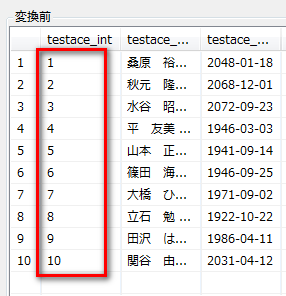 変換前
testace_int testace_... testace_...
1 1 桑原 裕... 2048-01-18
2 2 秋元 隆... 2068-12-01
3 3 水谷 昭... 2072-09-23
4 4 平 友美 ... 1946-03-03
5 5 山本 正... 1941-09-14
6 6 篠田 海... 1946-09-25
7 7 大橋 ひ... 1971-09-02
8 8 立石 勉 ... 1922-10-22
9 9 田沢 は... 1986-04-11
10 10 関谷 由... 2031-04-12